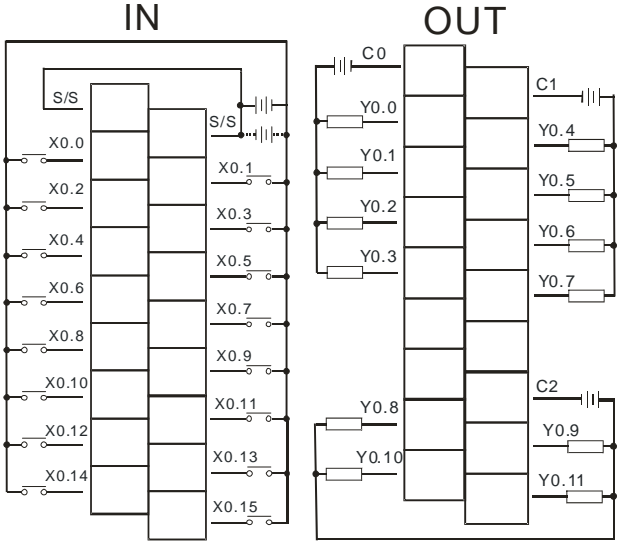 IN
S/S
S/S
X0.0
X0.1
X0.2
X0.3
X0.4
X0.5
X0.6
X0.7
X0.8
X0.9
X0.10
X0.11
X0.12
X0.13
X0.14
X0.15
OUT
C0
C1
Y0.0
Y0.4
Y0.1
Y0.5
Y0.2
Y0.6
Y0.3
Y0.7
C2
Y0.8
Y0.9
Y0.10
Y0.11